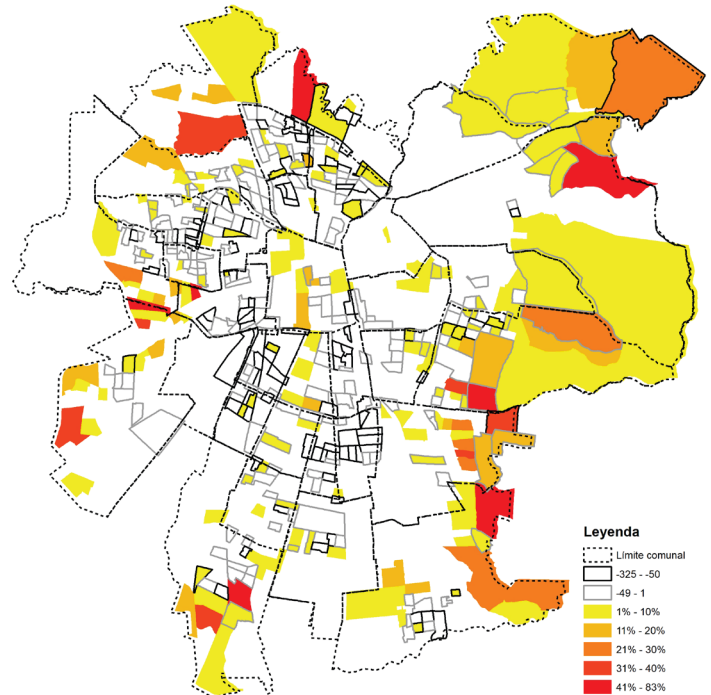 Leyenda
Límite comunal
-325 - -50
-49 - 1
1% - 10%
11% - 20%
21% - 30%
31% - 40%
41% - 83%